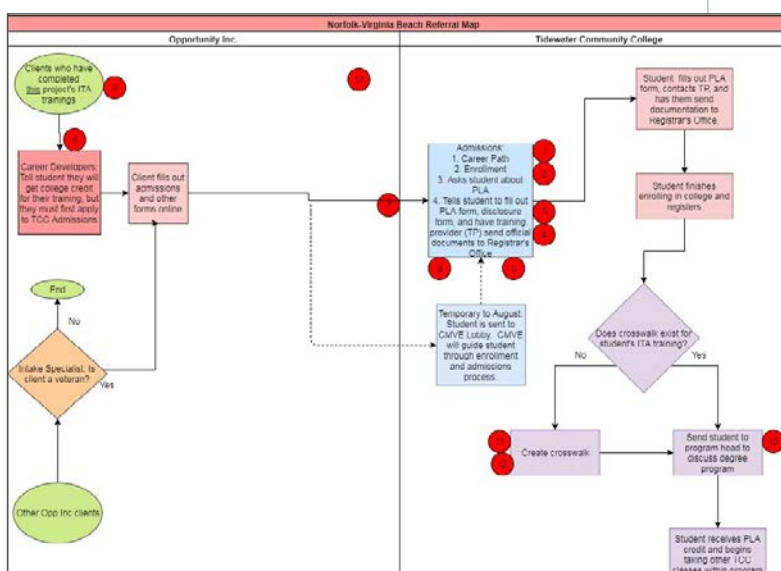 Norfolk-Virginia Beach Referral Map
Opportunity Inc.
Tidewater Community College
Clients who have
completed
this project's ITA
trainings
Career Developers:
Tell student they will
get college credit
for their training, but
they must first apply
to TCC Admissions
Client fills out
admissions
and other
forms online
End
No
Intake Specialist: Is
client a veteran?
Yes
Other Opp Inc clients
Admissions:
1. Career Path
2. Enrollment
3. Asks student about
PLA
4. Tells student to fill out
PLA form, disclosure
form, and have training
provider (TP) send official
documents to Registrar's
Office
Temporary to August:
Student is sent to
CMVE Lobby. CMVE
will guide student
through enrollment
and admissions
process.
Student fills out PLA
form, contacts TP, and
has them send
documentation to
Registrar's Office.
Student finishes
enrolling in college and
registers
Does crosswalk exist for
student's ITA training?
No
Yes
11
12
Create crosswalk
Send student to
program head to
discuss degree
program
Student receives PLA
credit and begins
taking other TCC
classes within program